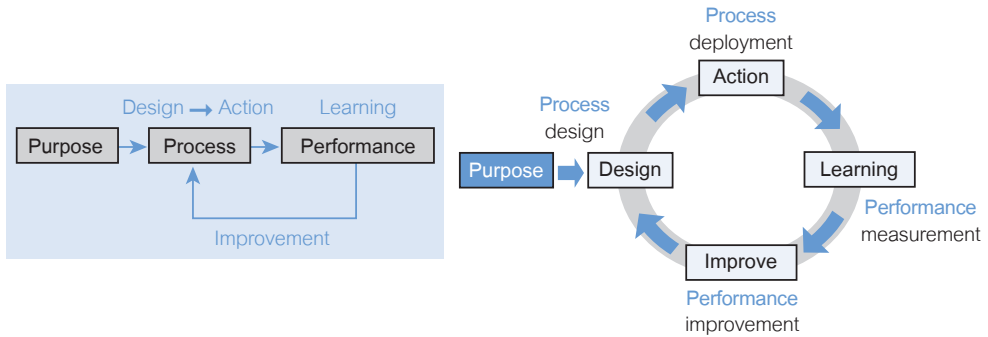 Design → Action
Learning
Purpose
Process
Performance
Improvement
Process
deployment
Action
Process
design
Purpose
Design
Learning
Performance
measurement
Improve
Performance
improvement